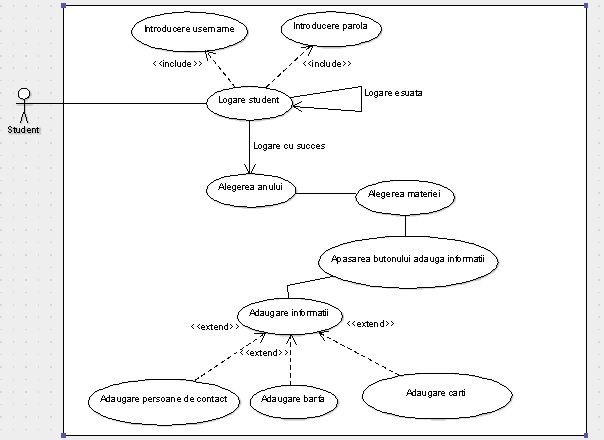 Introducere username
Introducere parola
<<include>>
<<include>>
Logare student
Logare esuata
Student
Logare cu succes
Alegerea anului
Alegerea materiei
Apasarea butonului adauga informatii
Adaugare informatii
<<extend>>
<<extend>>
<<extend>>
Adaugare persoane de contact
Adaugare barfa
Adaugare carti